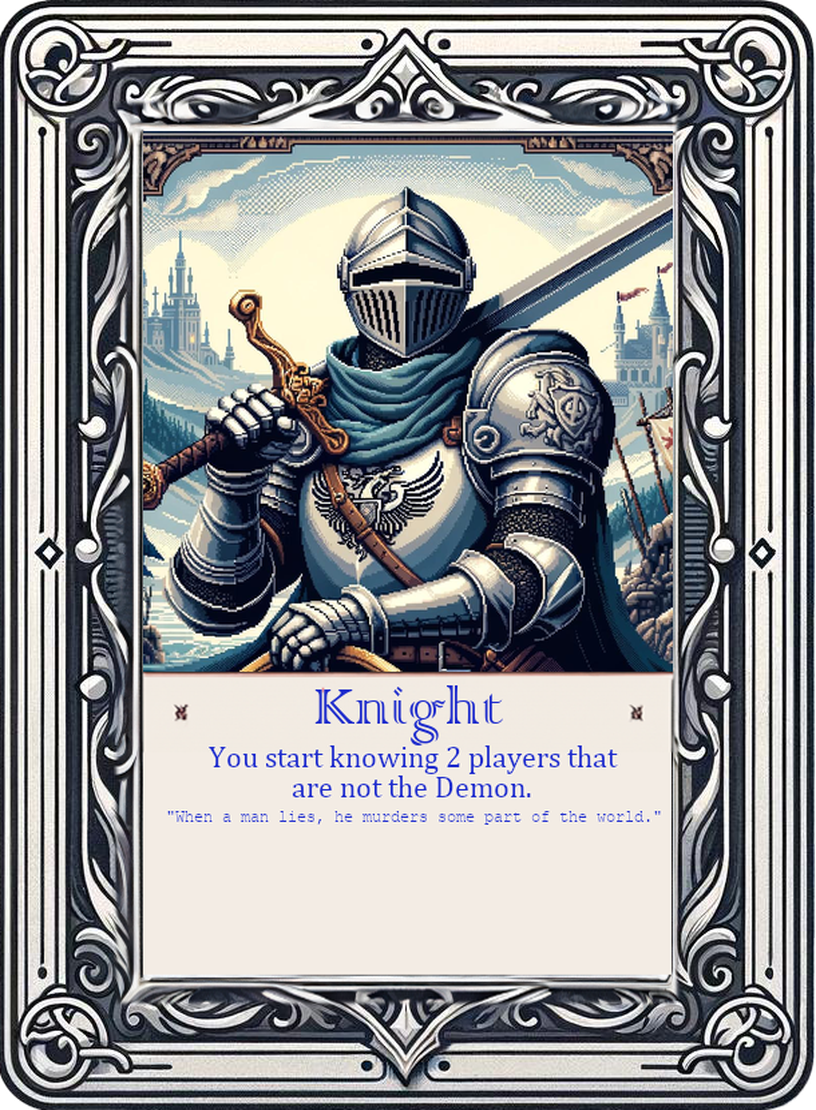 Knight
You start knowing 2 players that
are not the Demon.
"When a man lies, he murders some part of the world."